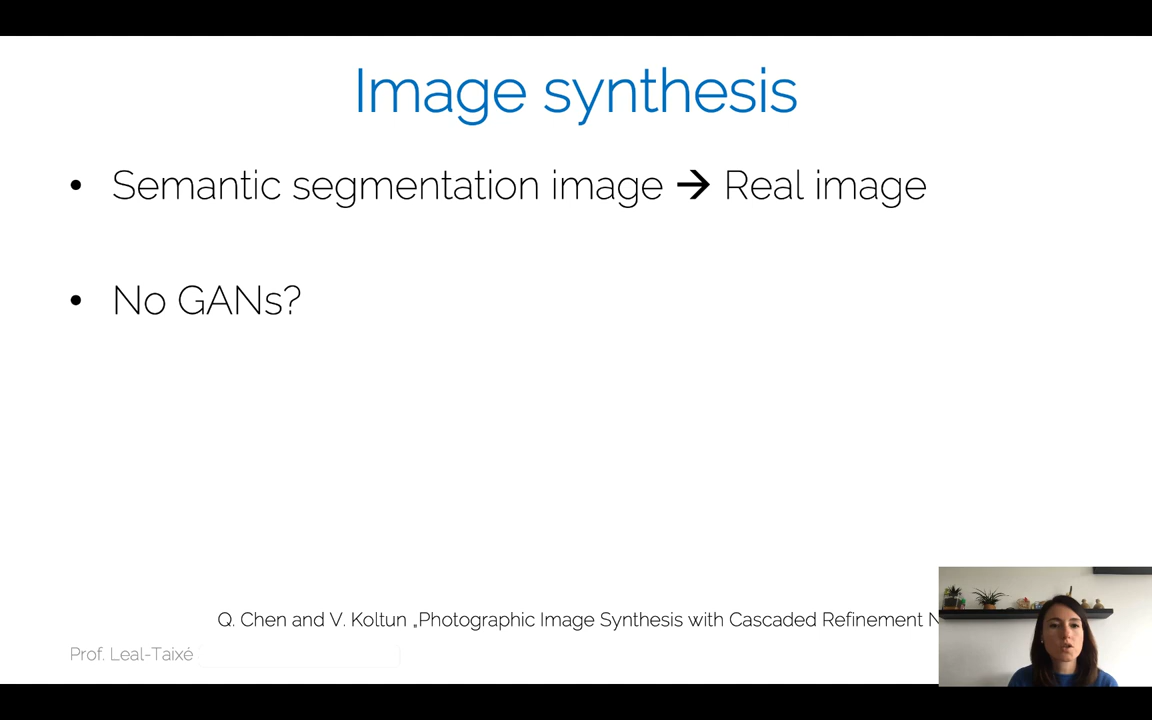 Image synthesis
• Semantic segmentation image → Real image
• No GANs?
Q. Chen and V. Koltun „Photographic Image Synthesis with Cascaded Refinement
Prof. Leal-Taixé